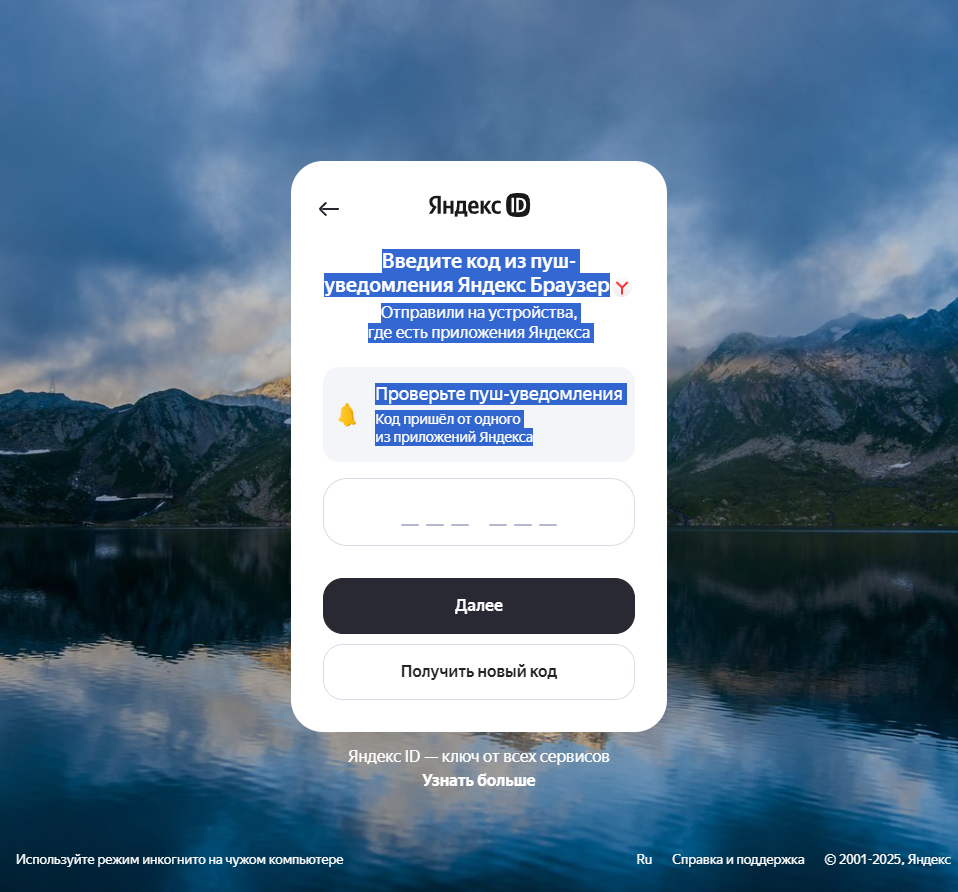 Яндекс ID
Введите код из пуш-
уведомления Яндекс Браузер
Отправили на устройства,
где есть приложения Яндекса
Проверьте пуш-уведомления
Код пришёл от одного
из приложений Яндекса
Далее
Получить новый код
Яндекс ID — ключ от всех сервисов
Узнать больше
Используйте режим инкогнито на чужом компьютере
Ru
Справка и поддержка
© 2001-2025, Яндекс